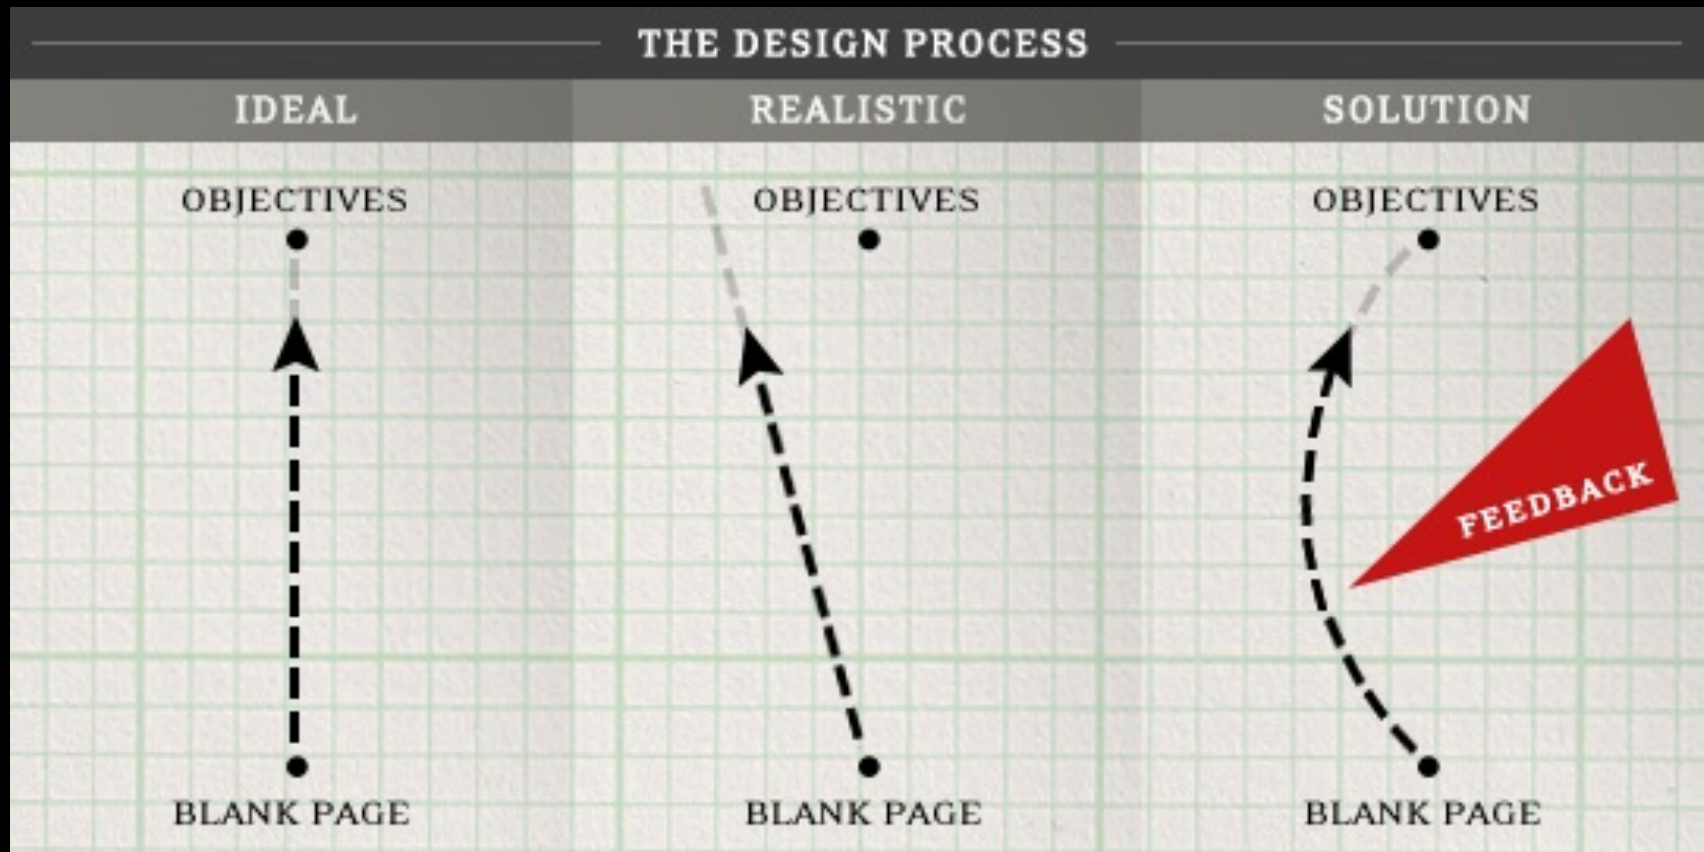 THE DESIGN PROCESS
IDEAL
REALISTIC
SOLUTION
OBJECTIVES
OBJECTIVES
OBJECTIVES
FEEDBACK
BLANK PAGE
BLANK PAGE
BLANK PAGE